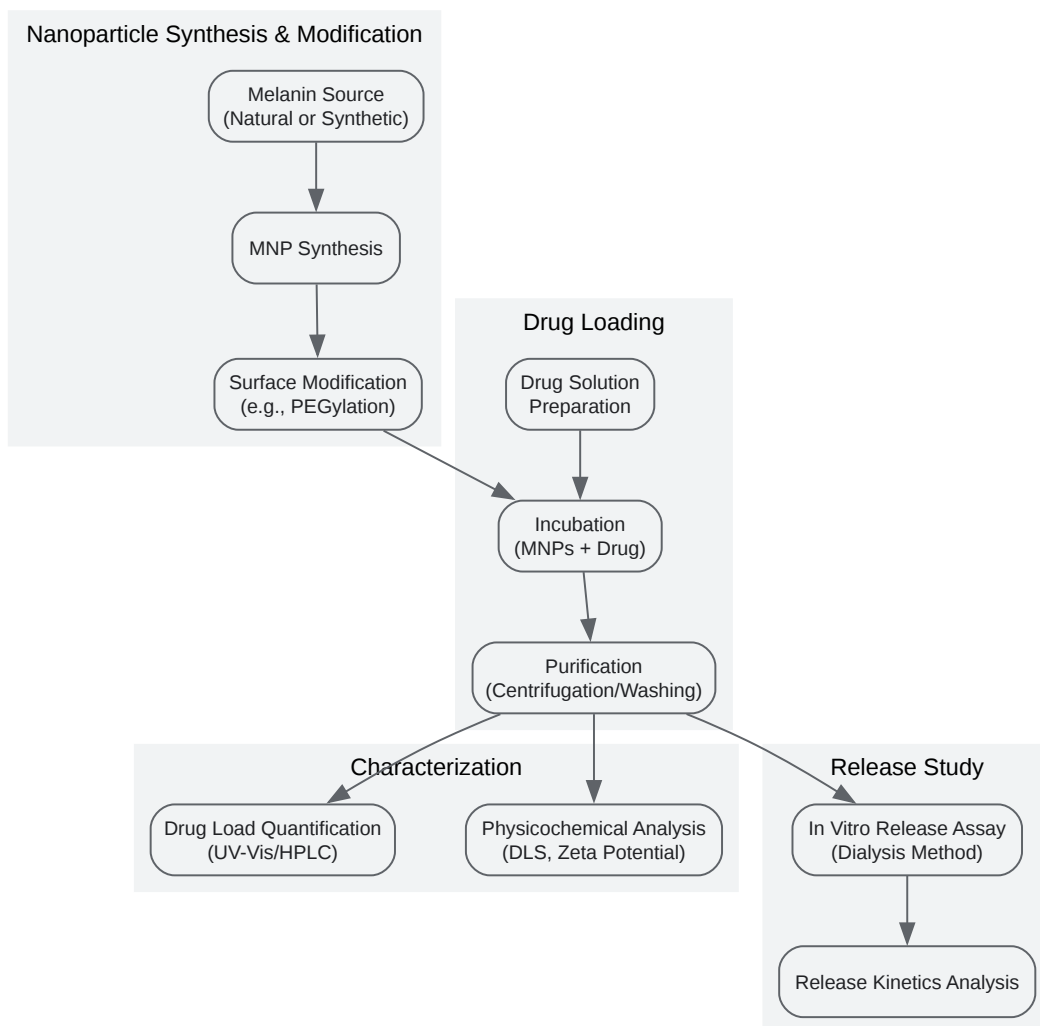 Nanoparticle Synthesis & Modification
Melanin Source
(Natural or Synthetic)
MNP Synthesis
Surface Modification
(e.g., PEGylation)
Drug Loading
Drug Solution
Preparation
Incubation
(MNPs + Drug)
Purification
(Centrifugation/Washing)
Characterization
Drug Load Quantification
(UV-Vis/HPLC)
Physicochemical Analysis
(DLS, Zeta Potential)
Release Study
In Vitro Release Assay
(Dialysis Method)
Release Kinetics Analysis